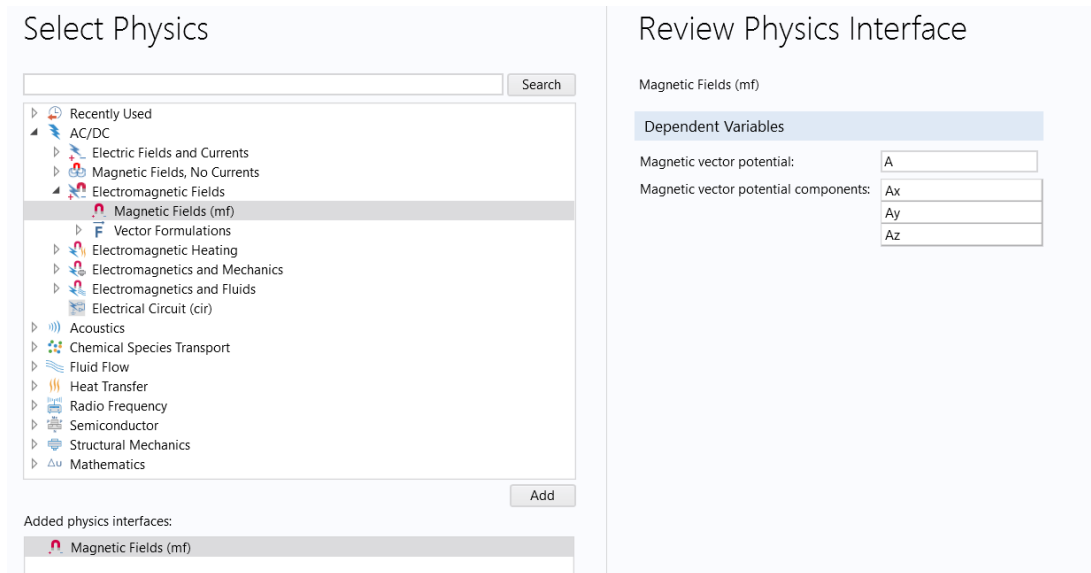 Select Physics
Search
Recently Used
AC/DC
Electric Fields and Currents
Magnetic Fields, No Currents
Electromagnetic Fields
Magnetic Fields (mf)
Vector Formulations
Electromagnetic Heating
Electromagnetics and Mechanics
Electromagnetics and Fluids
Electrical Circuit (cir)
Acoustics
Chemical Species Transport
Fluid Flow
Heat Transfer
Radio Frequency
Semiconductor
Structural Mechanics
Δu Mathematics
Add
Added physics interfaces:
Magnetic Fields (mf)
Review Physics Interface
Magnetic Fields (mf)
Dependent Variables
Magnetic vector potential: A
Magnetic vector potential components: Ax
Ay
Az